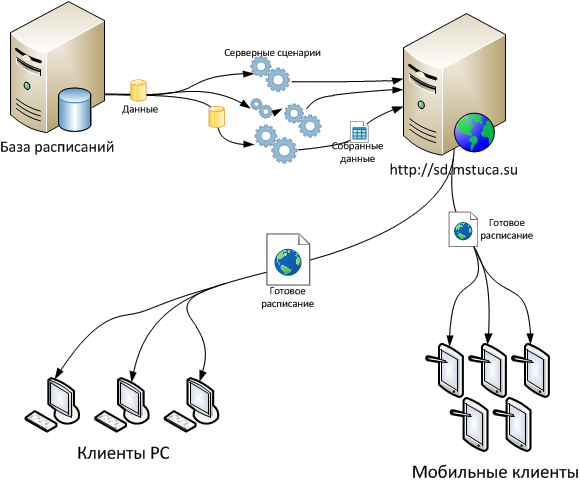 Серверные сценарии
Данные
База расписаний
Собранные
данные
http://sd.mstuca.su
Готовое
расписание
Готовое
расписание
Клиенты PC
Мобильные клиенты